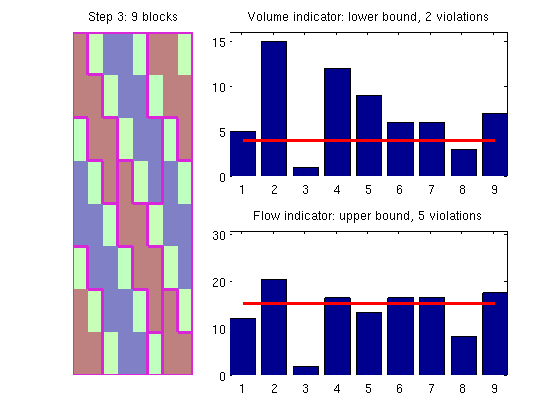 Step 3: 9 blocks
Volume indicator: lower bound, 2 violations
15
10
5
0
1 2 3 4 5 6 7 8 9
Flow indicator: upper bound, 5 violations
30
20
10
0
1 2 3 4 5 6 7 8 9